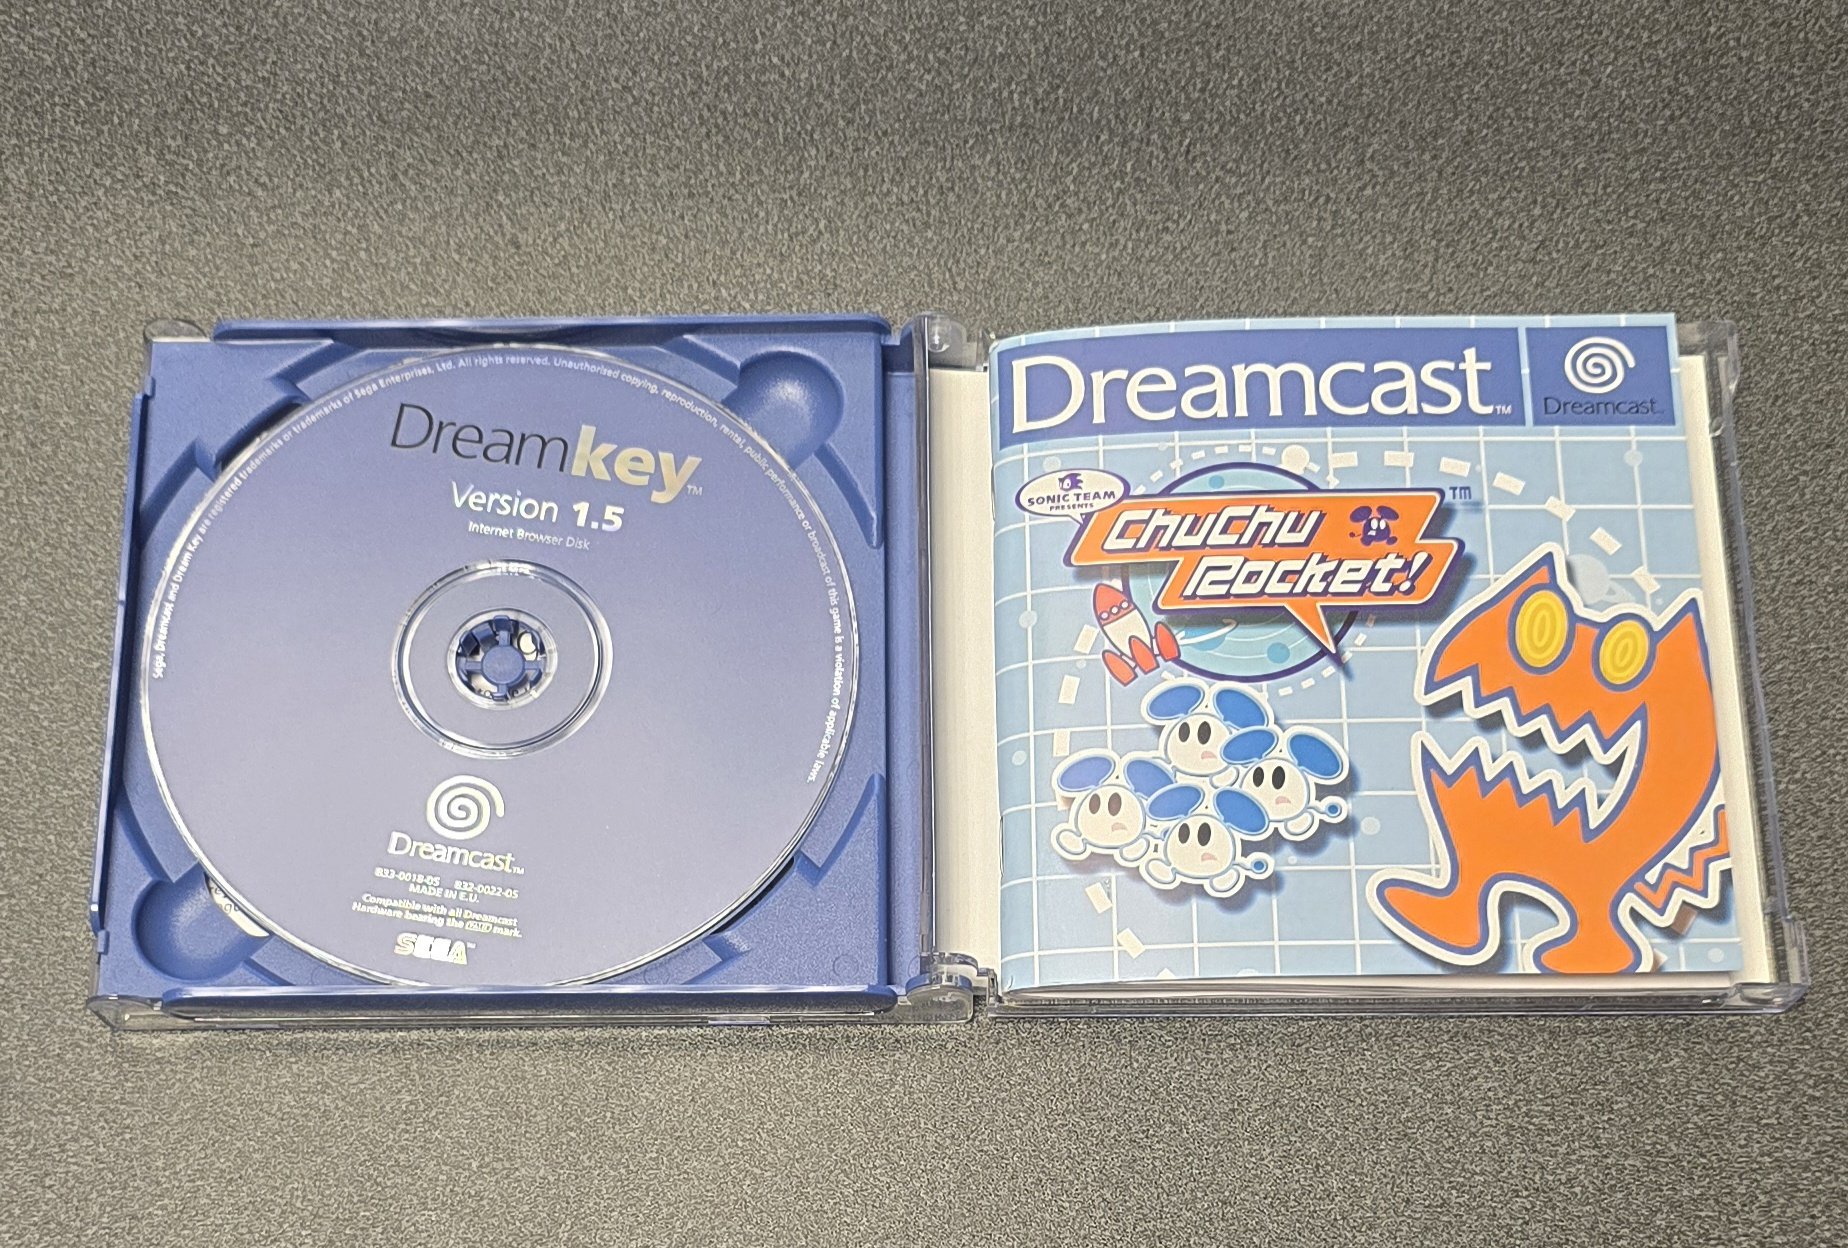 Sega, Dreamcast and Dream Key are registered trademarks or trademarks of Sega Enterprises, Ltd. All rights reserved. Unauthorised copying, reproduction, rental, public performance or broadcast of this game is a violation of applicable laws.
Dreamkey™
Version 1.5
Internet Browser Disk
Dreamcast™
833-0018-05 832-0022-05
MADE IN E.U.
Compatible with all Dreamcast
Hardware bearing the PAL mark.
SEGA™
Dreamcast™
Dreamcast™
SONIC TEAM
PRESENTS
ChuChu
Rocket!™